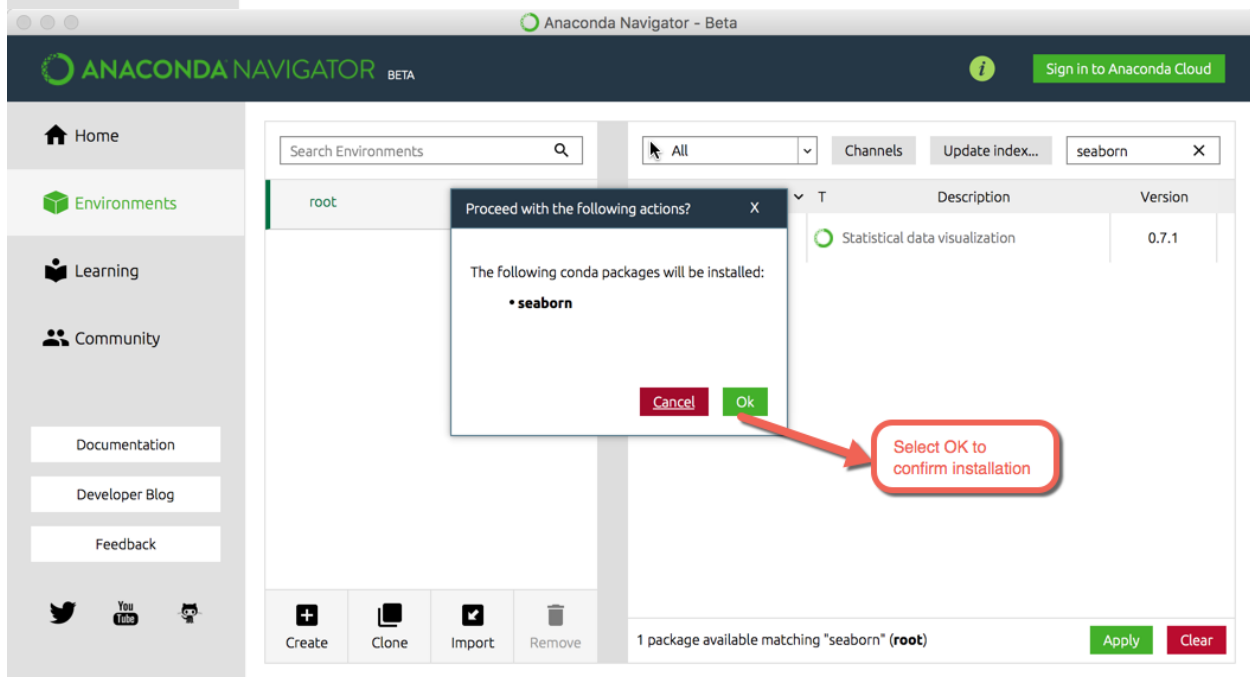 Anaconda Navigator - Beta
ANACONDA NAVIGATOR BETA
i
Sign in to Anaconda Cloud
Home
Environments
Learning
Community
Documentation
Developer Blog
Feedback
You Tube
Search Environments
root
Create
Clone
Import
Remove
All
Channels
Update index...
seaborn X
T Description Version
Statistical data visualization 0.7.1
Proceed with the following actions? X
The following conda packages will be installed:
• seaborn
Cancel
Ok
Select OK to
confirm installation
1 package available matching "seaborn" (root)
Apply
Clear